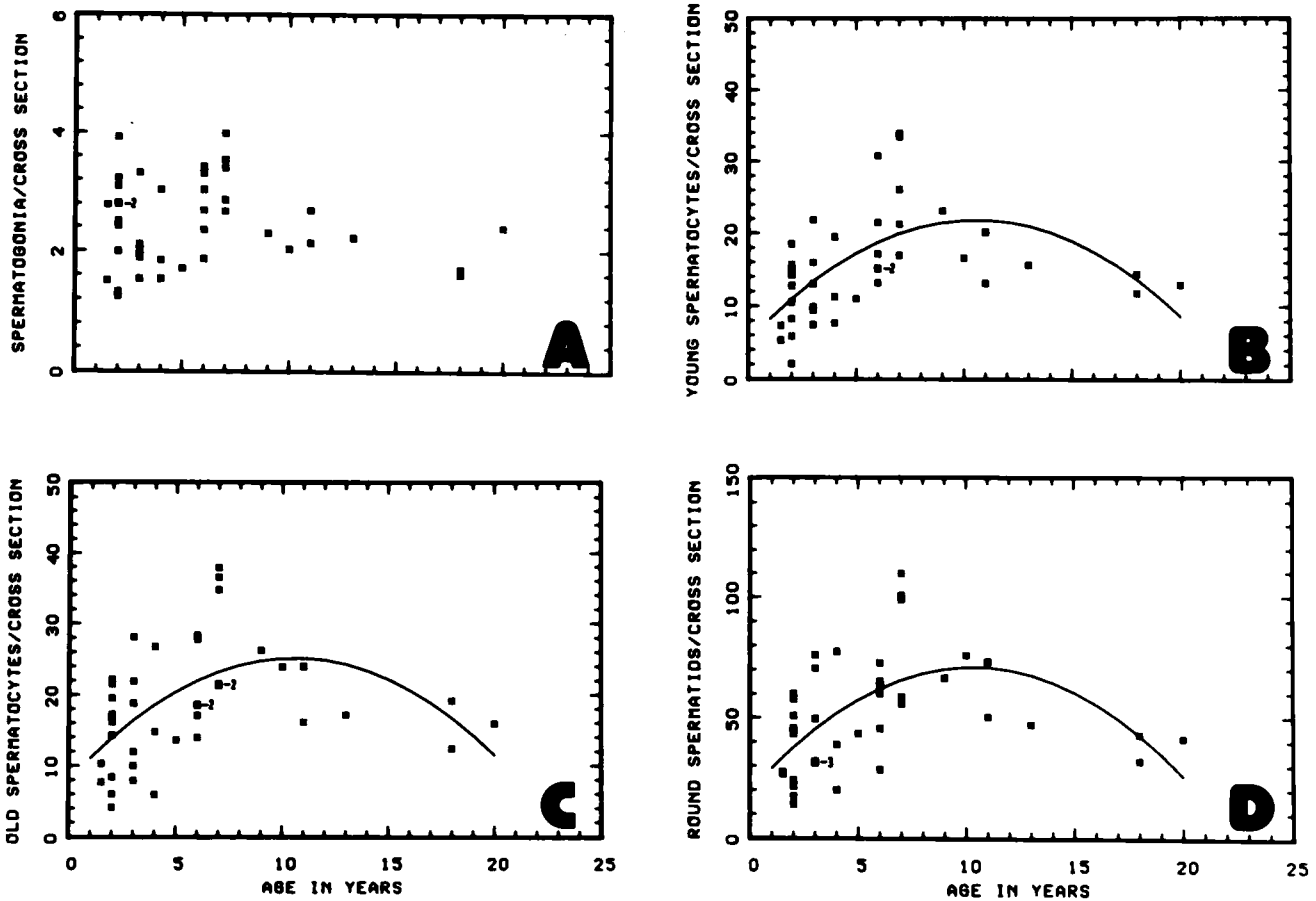 SPERMATOGONIA/CROSS SECTION
6
4
2
0
-2
A
YOUNG SPERMATOCYTES/CROSS SECTION
50
40
30
20
10
0
-2
B
OLD SPERMATOCYTES/CROSS SECTION
50
40
30
20
10
0
-2
-2
C
0 5 10 15 20 25
AGE IN YEARS
ROUND SPERMATIDS/CROSS SECTION
150
100
50
0
-3
D
0 5 10 15 20 25
AGE IN YEARS